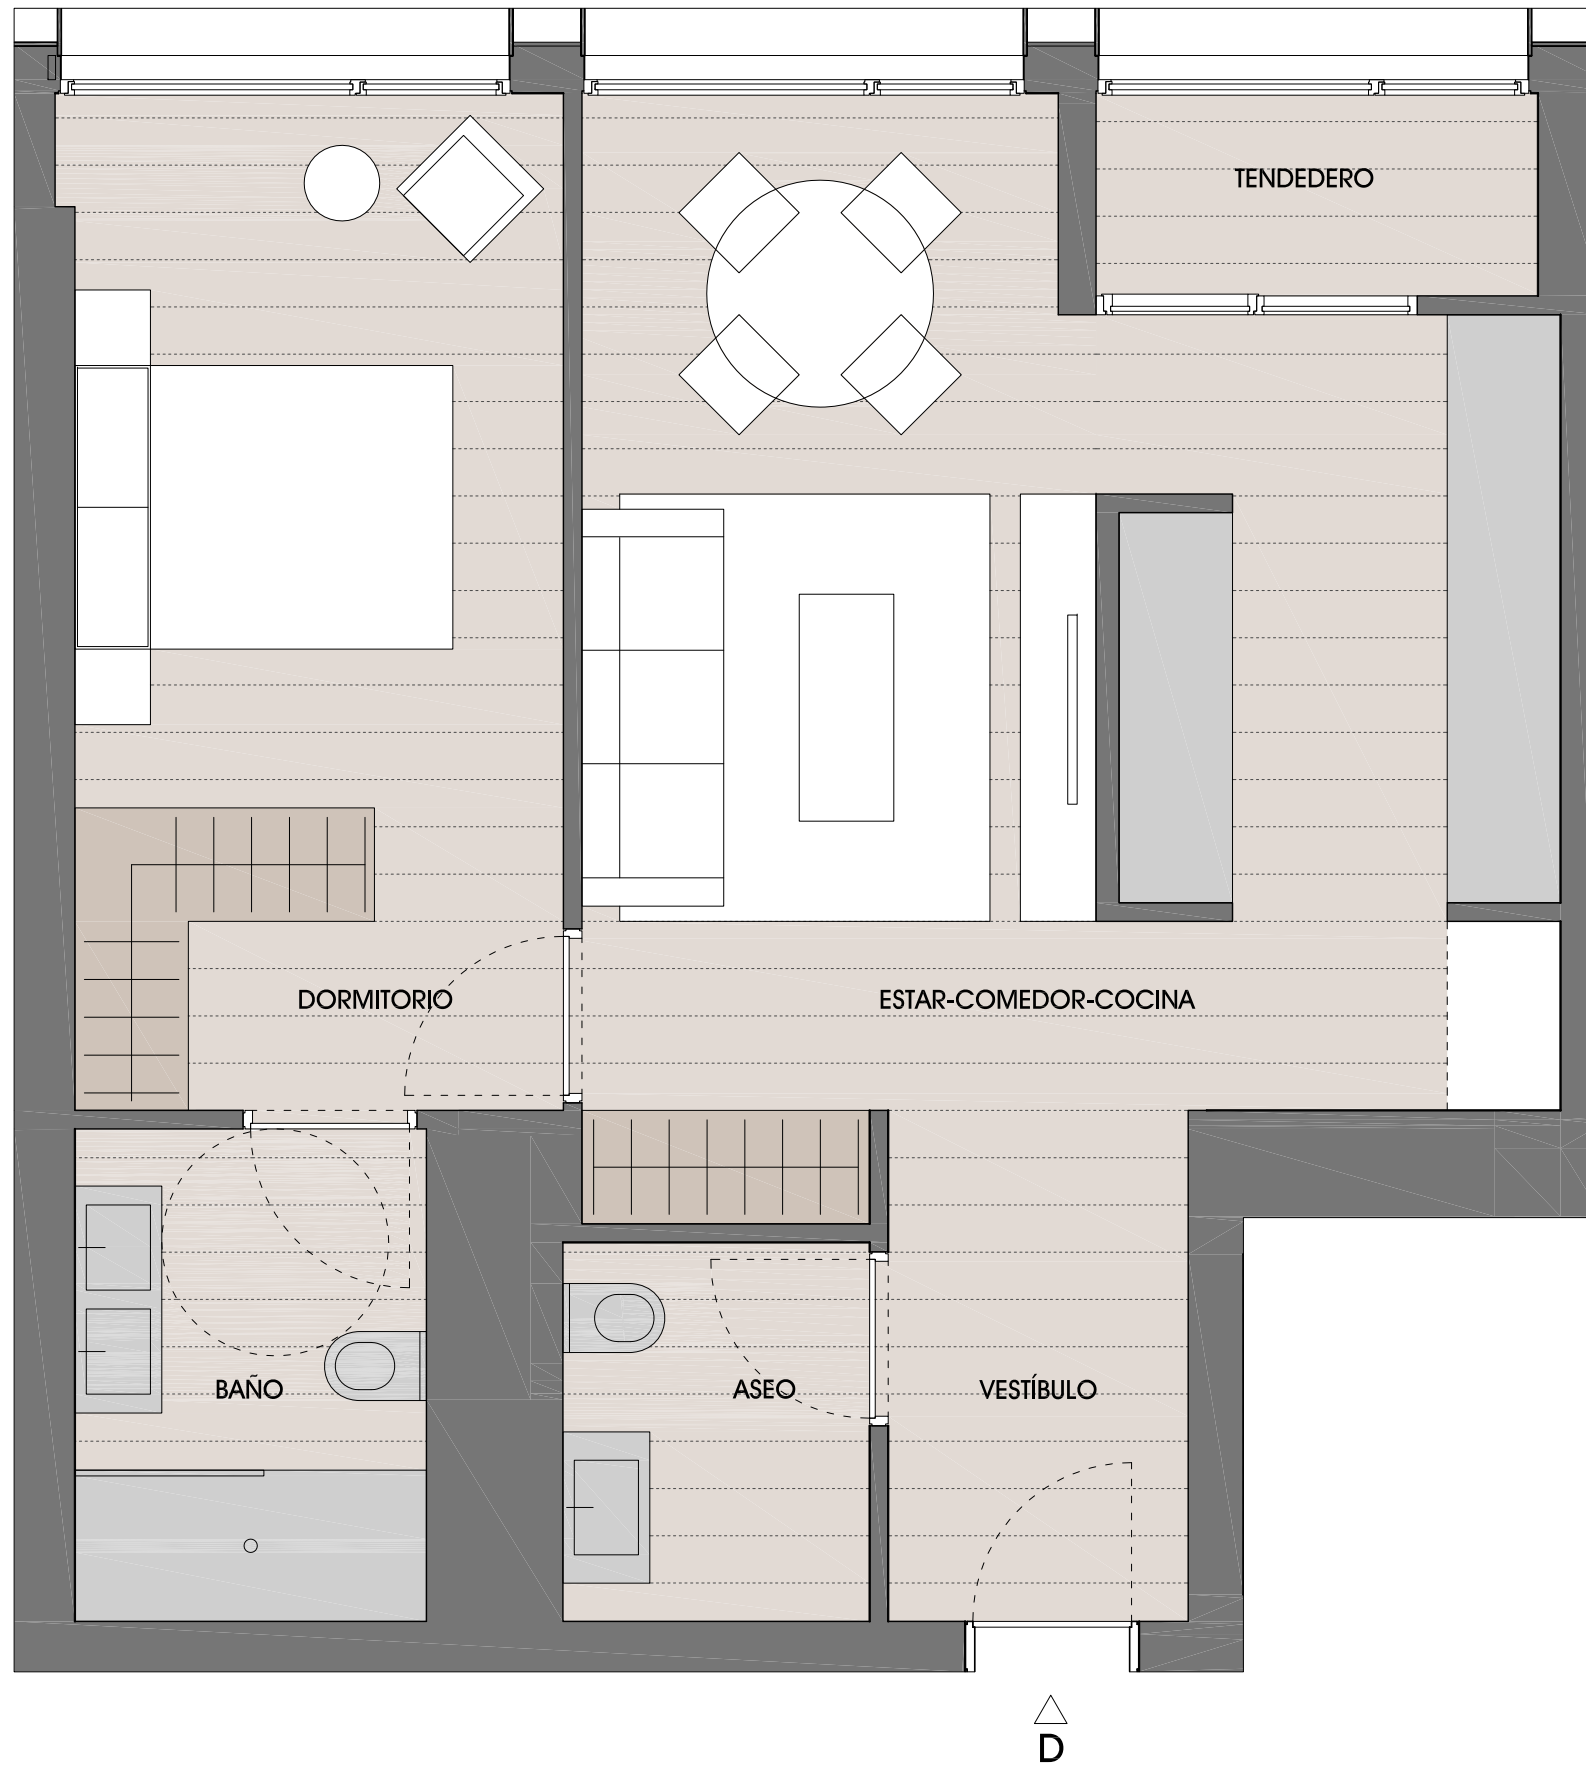 TENDEDERO
DORMITORIO
ESTAR-COMEDOR-COCINA
BAÑO
ASEO
VESTÍBULO
D